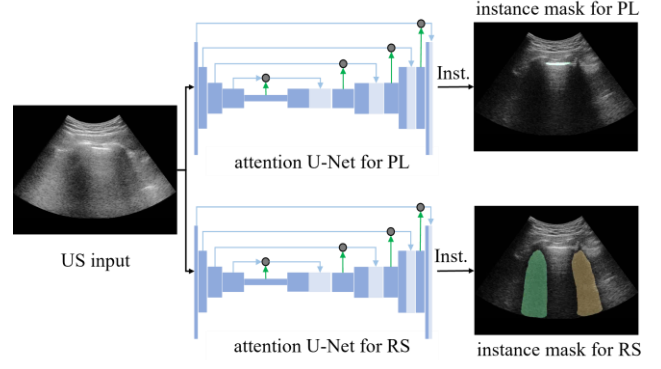 instance mask for PL
Inst.
attention U-Net for PL
US input
Inst.
attention U-Net for RS
instance mask for RS